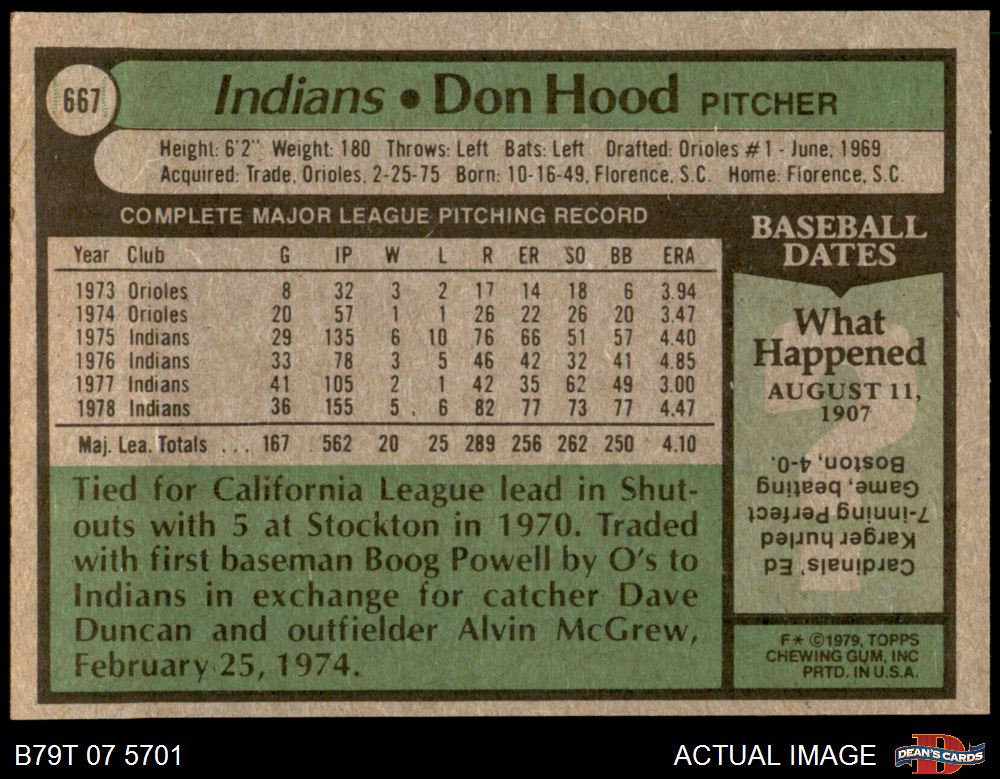 667
Indians • Don Hood PITCHER
Height: 6'2" Weight: 180 Throws: Left Bats: Left Drafted: Orioles #1 - June, 1969
Acquired: Trade, Orioles, 2-25-75 Born: 10-16-49, Florence, S.C. Home: Florence, S.C.
COMPLETE MAJOR LEAGUE PITCHING RECORD
Year Club G IP W L R ER SO BB ERA
1973 Orioles 8 32 3 2 17 14 18 6 3.94
1974 Orioles 20 57 1 1 26 22 26 20 3.47
1975 Indians 29 135 6 10 76 66 51 57 4.40
1976 Indians 33 78 3 5 46 42 32 41 4.85
1977 Indians 41 105 2 1 42 35 62 49 3.00
1978 Indians 36 155 5 6 82 77 73 77 4.47
Maj. Lea. Totals ... 167 562 20 25 289 256 262 250 4.10
Tied for California League lead in Shut-
outs with 5 at Stockton in 1970. Traded
with first baseman Boog Powell by O's to
Indians in exchange for catcher Dave
Duncan and outfielder Alvin McGrew,
February 25, 1974.
BASEBALL
DATES
What
Happened
AUGUST 11,
1907
Cardinals' Ed
Karger hurled
7-inning Perfect
Game, beating
Boston, 4-0.
F* ©1979, TOPPS
CHEWING GUM, INC
PRTD. IN U.S.A.
B79T 07 5701
ACTUAL IMAGE
DEAN'S CARDS